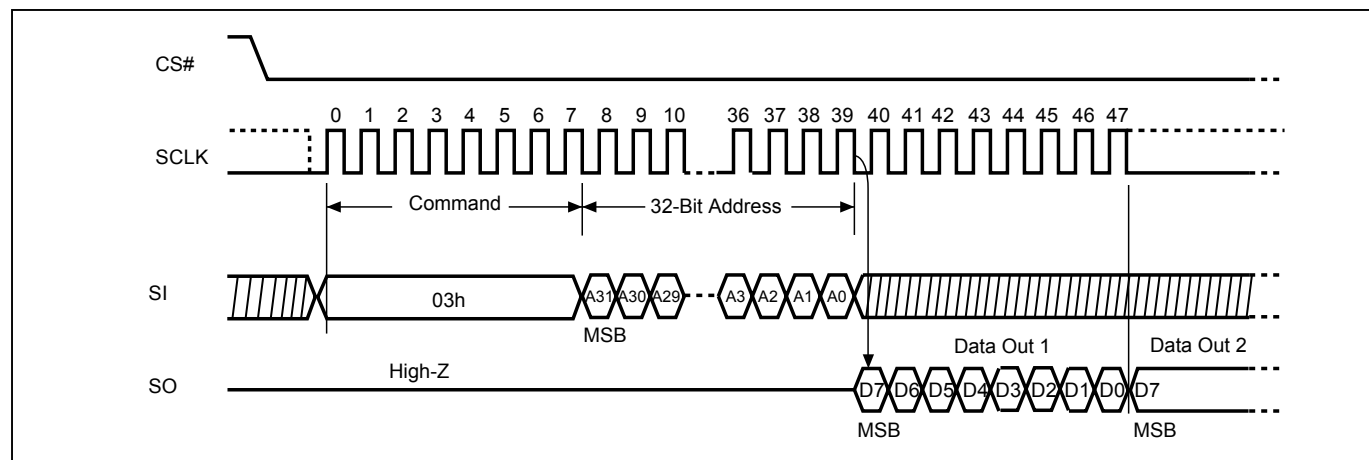 CS#
0 1 2 3 4 5 6 7 8 9 10 36 37 38 39 40 41 42 43 44 45 46 47
SCLK
Command 32-Bit Address
SI 03h A31 A30 A29 A3 A2 A1 A0
MSB
Data Out 1 Data Out 2
High-Z
SO D7 D6 D5 D4 D3 D2 D1 D0 D7
MSB MSB